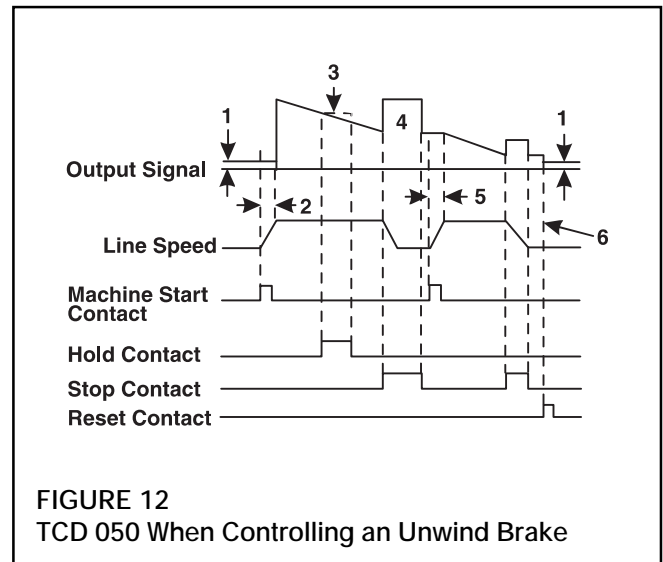 3
1
4
1
Output Signal
2
5
6
Line Speed
Machine Start
Contact
Hold Contact
Stop Contact
Reset Contact
FIGURE 12
TCD 050 When Controlling an Unwind Brake